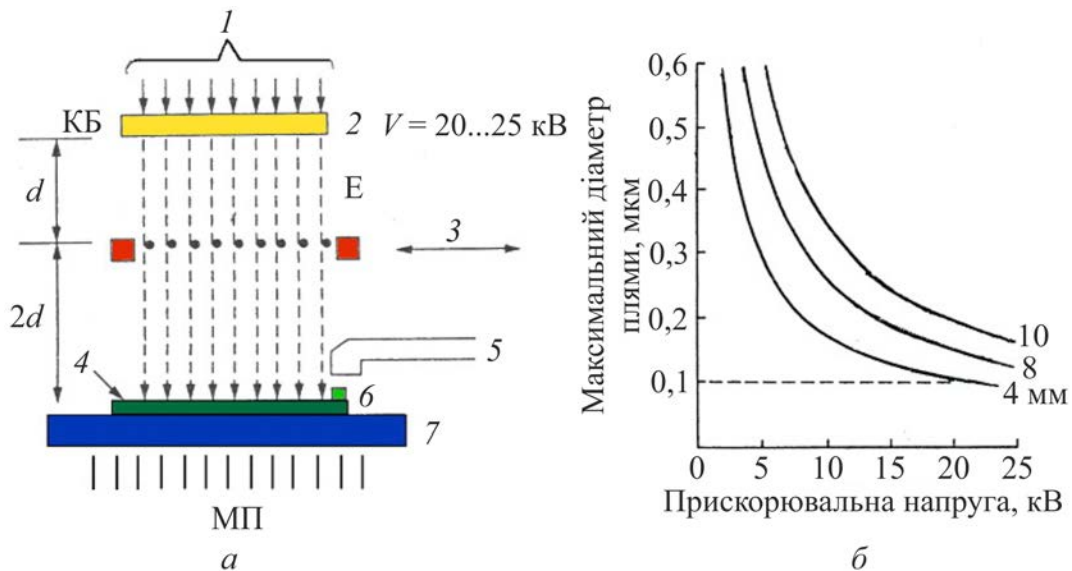 1
КБ
2
V = 20...25 кВ
d
E
3
2d
4
5
6
7
МП
а
Максимальний діаметр
плями, мкм
0,6
0,5
0,4
0,3
0,2
0,1
10
8
4 мм
0 5 10 15 20 25
Прискорювальна напруга, кВ
б